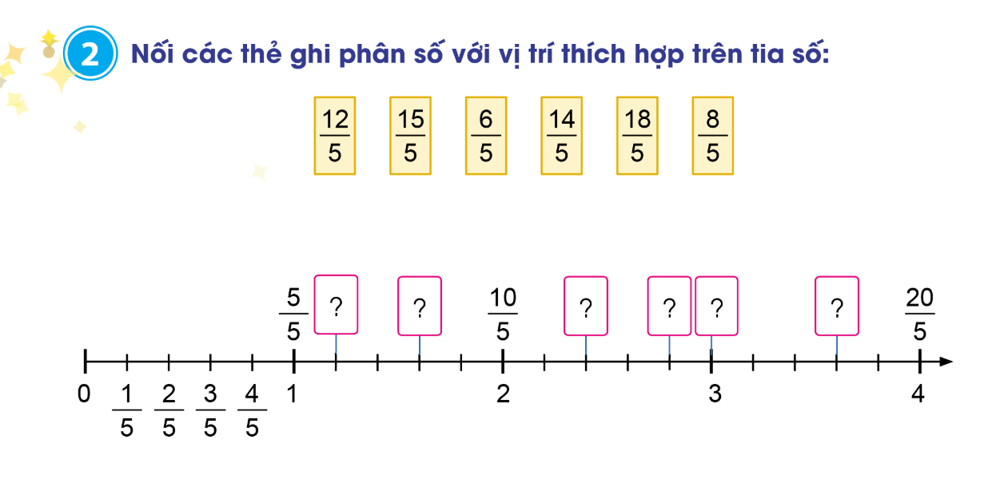 2 Nối các thẻ ghi phân số với vị trí thích hợp trên tia số:
12/5 15/5 6/5 14/5 18/5 8/5
5/5 ? ? 10/5 ? ? ? ? 20/5
0 1/5 2/5 3/5 4/5 1 2 3 4